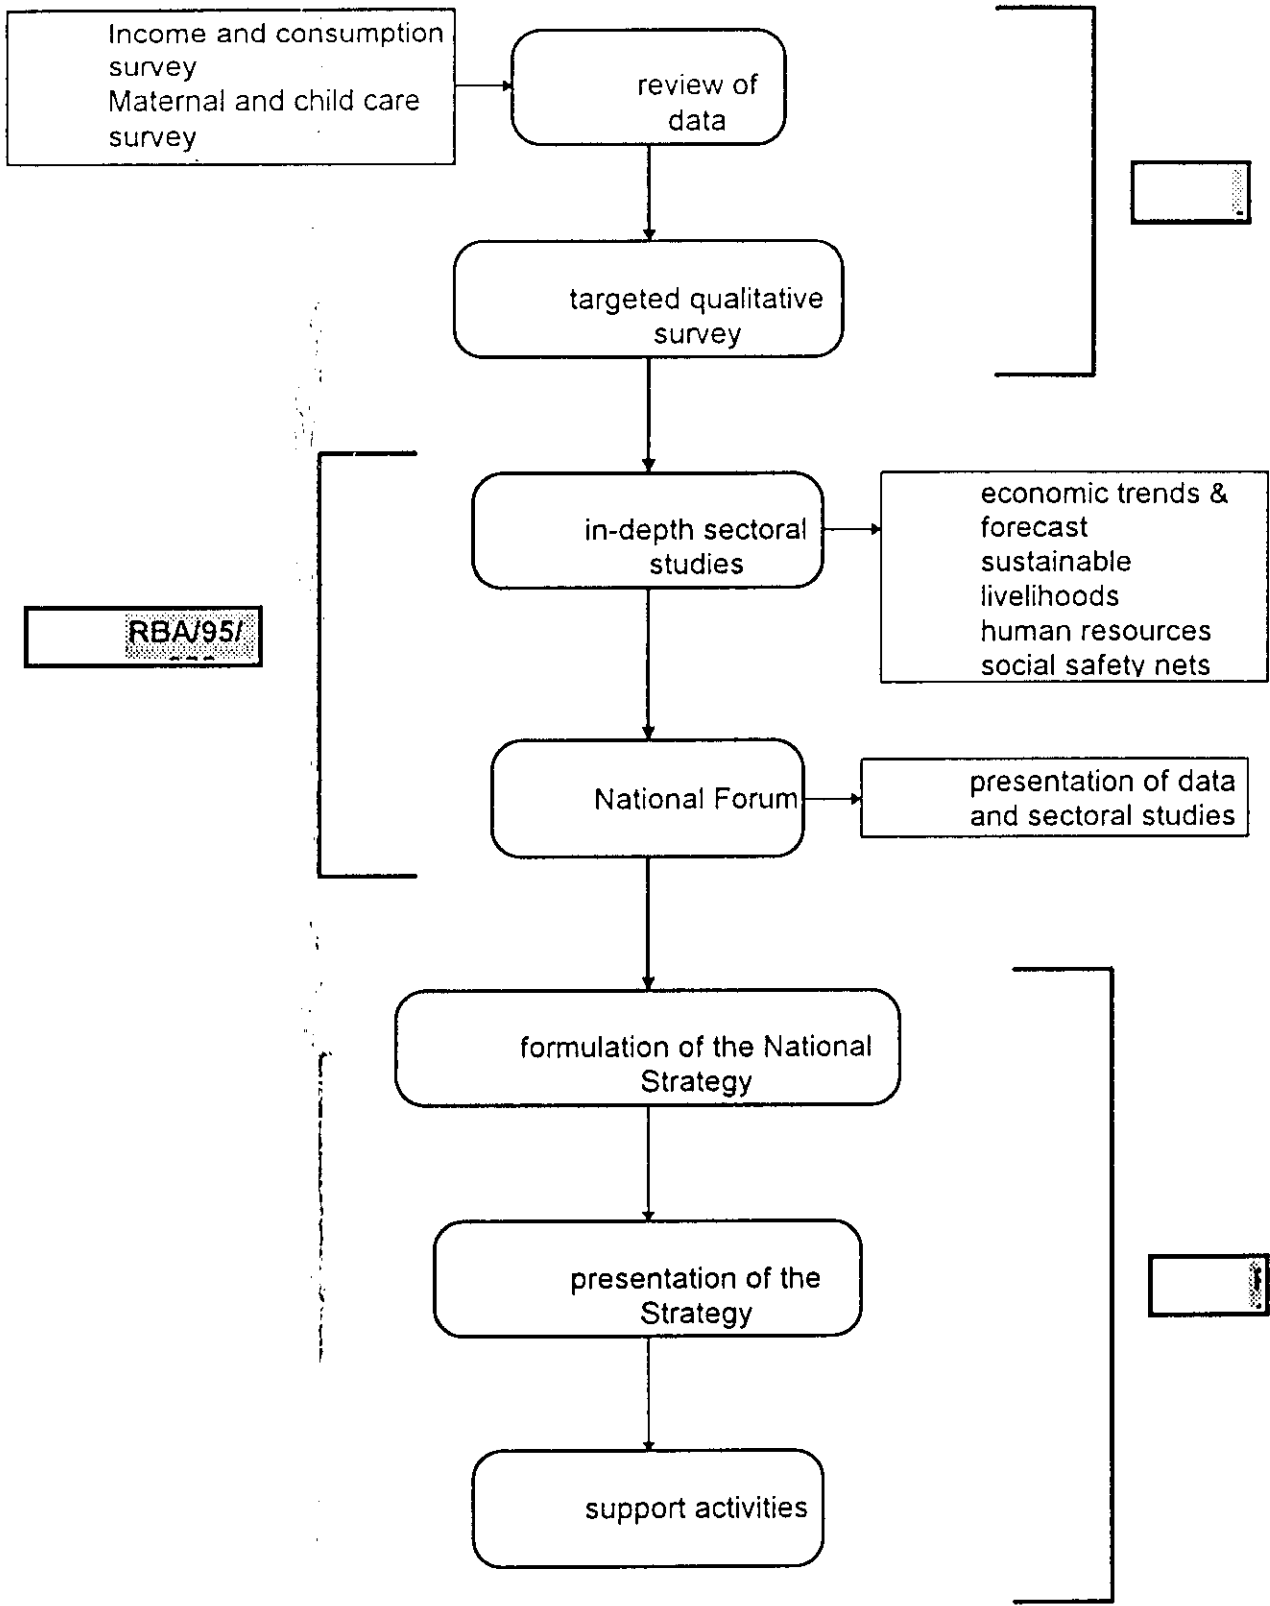 Income and consumption
survey
Maternal and child care
survey
review of
data
targeted qualitative
survey
in-depth sectoral
studies
economic trends &
forecast
sustainable
livelihoods
human resources
social safety nets
RBA/95/
National Forum
presentation of data
and sectoral studies
formulation of the National
Strategy
presentation of the
Strategy
support activities